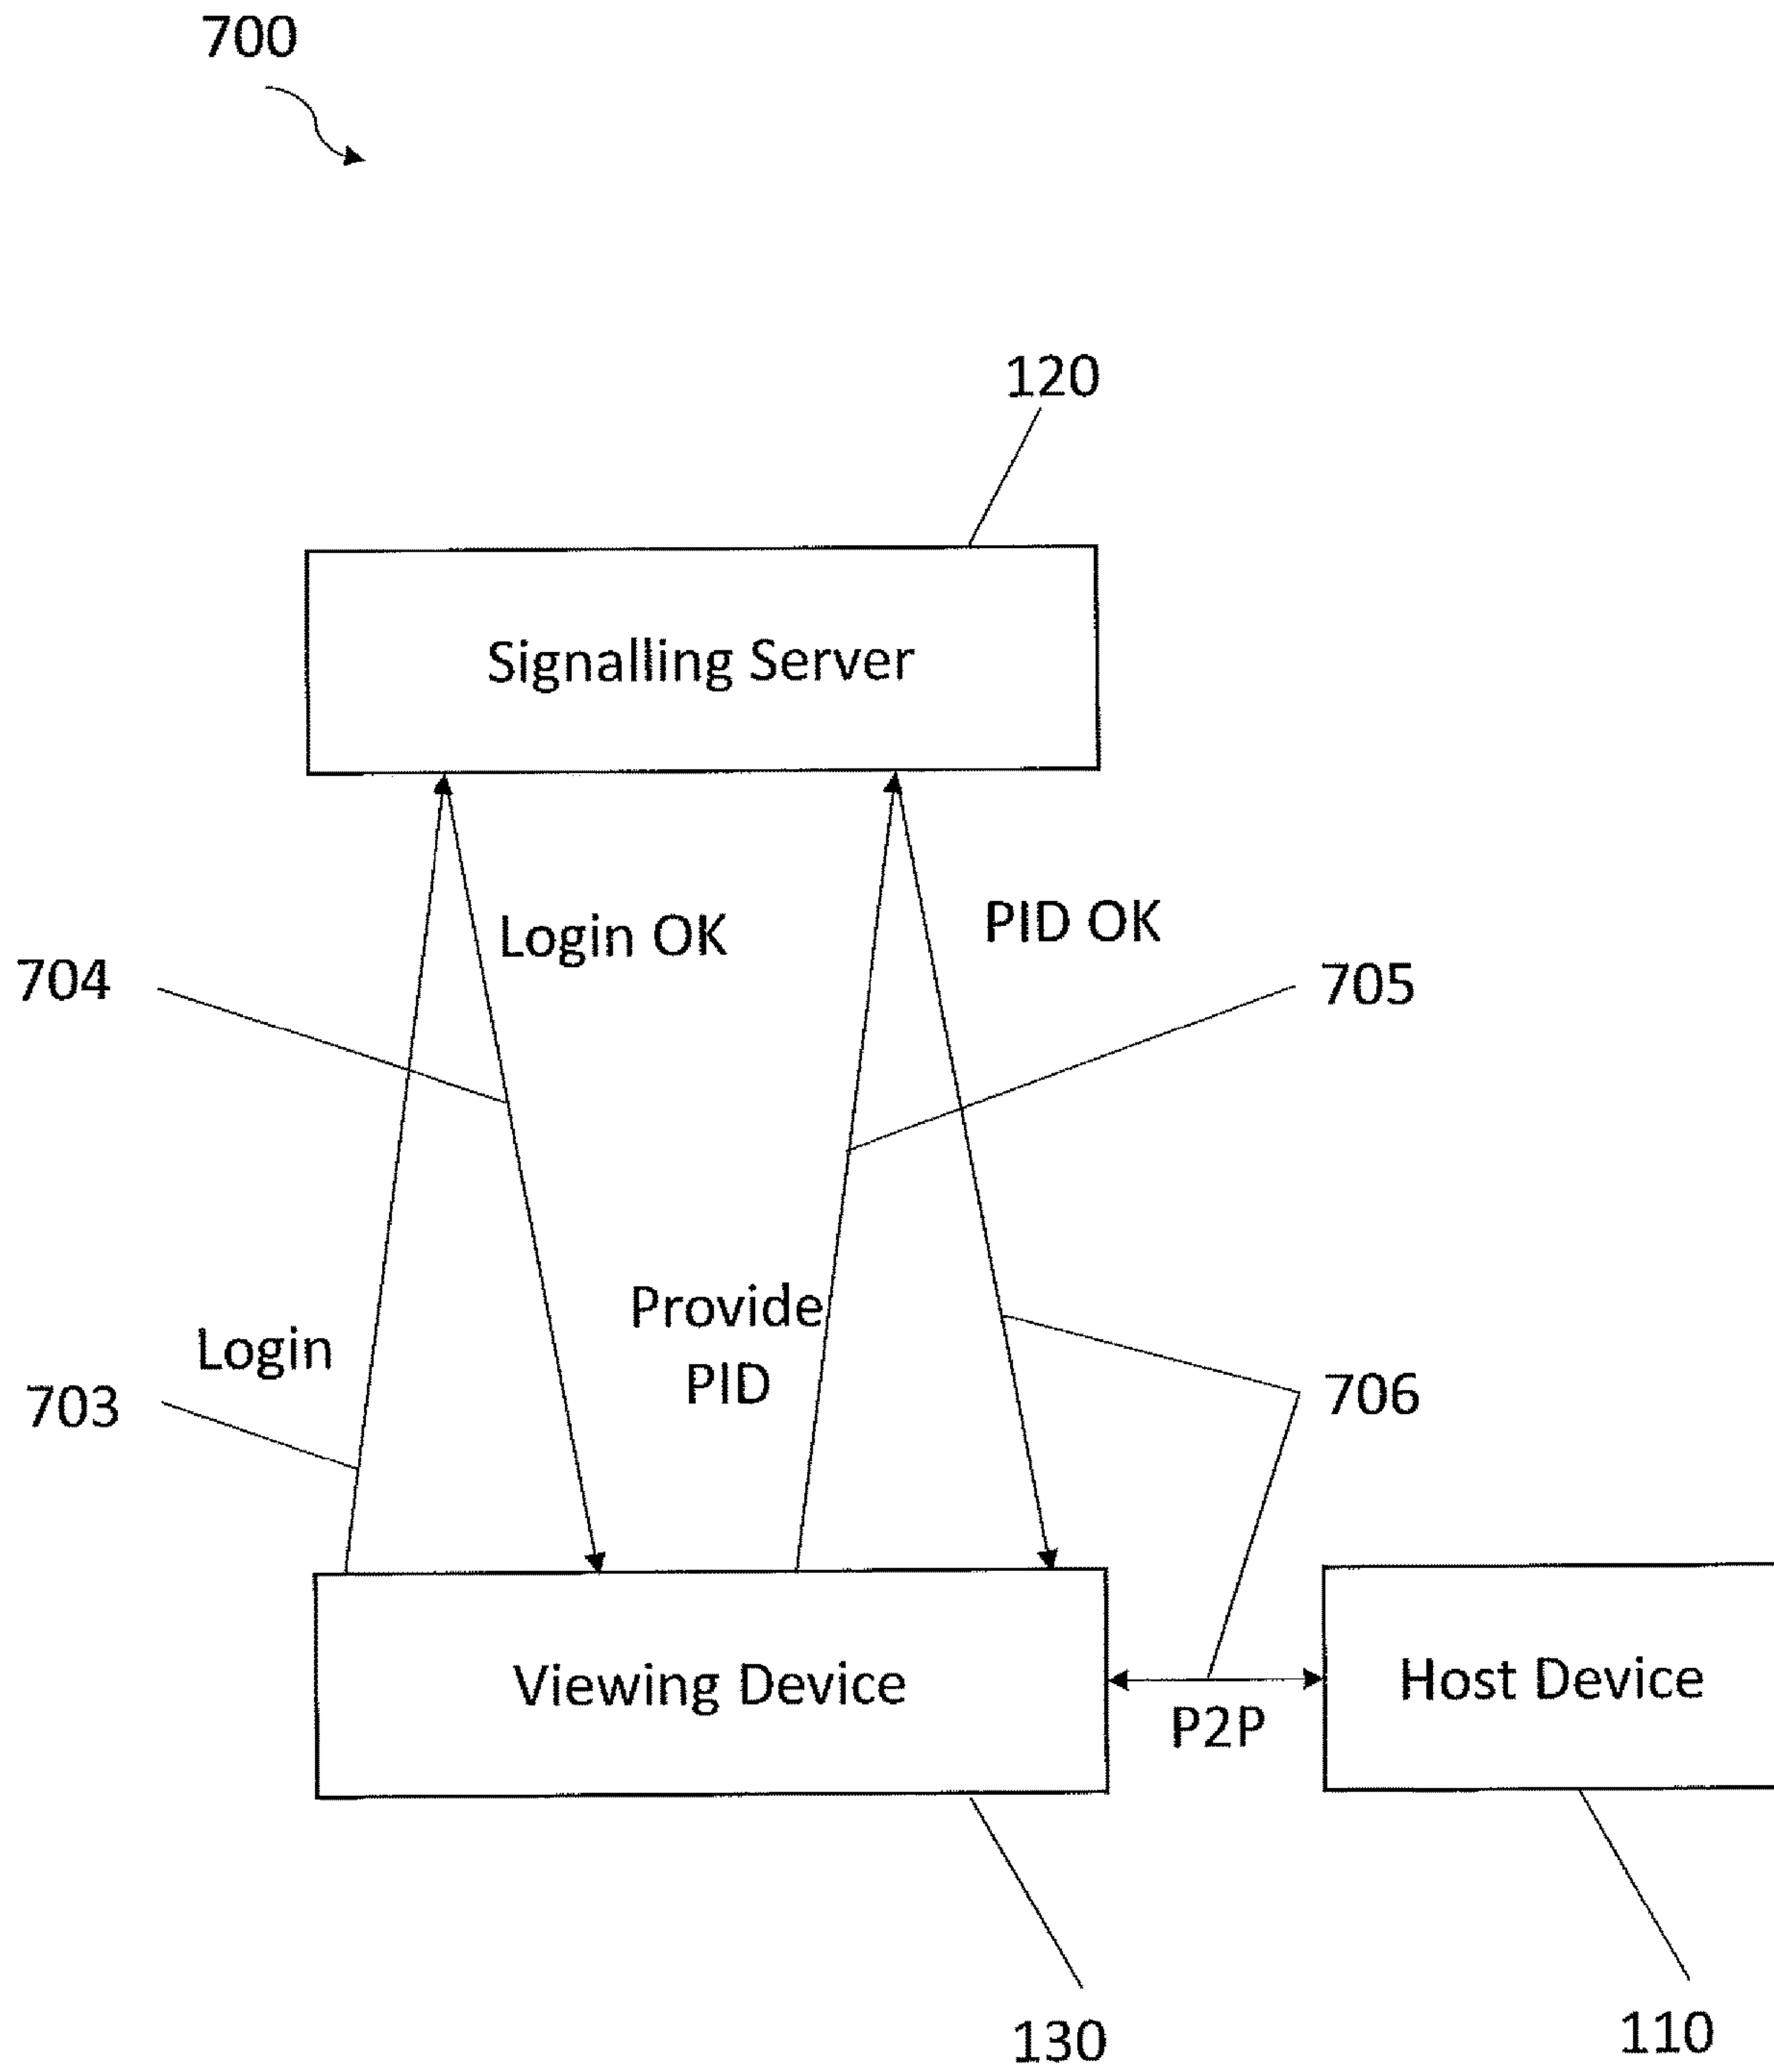 700
120
Signalling Server
Login OK
PID OK
704
705
Provide
PID
Login
703
706
Viewing Device
P2P
Host Device
130
110